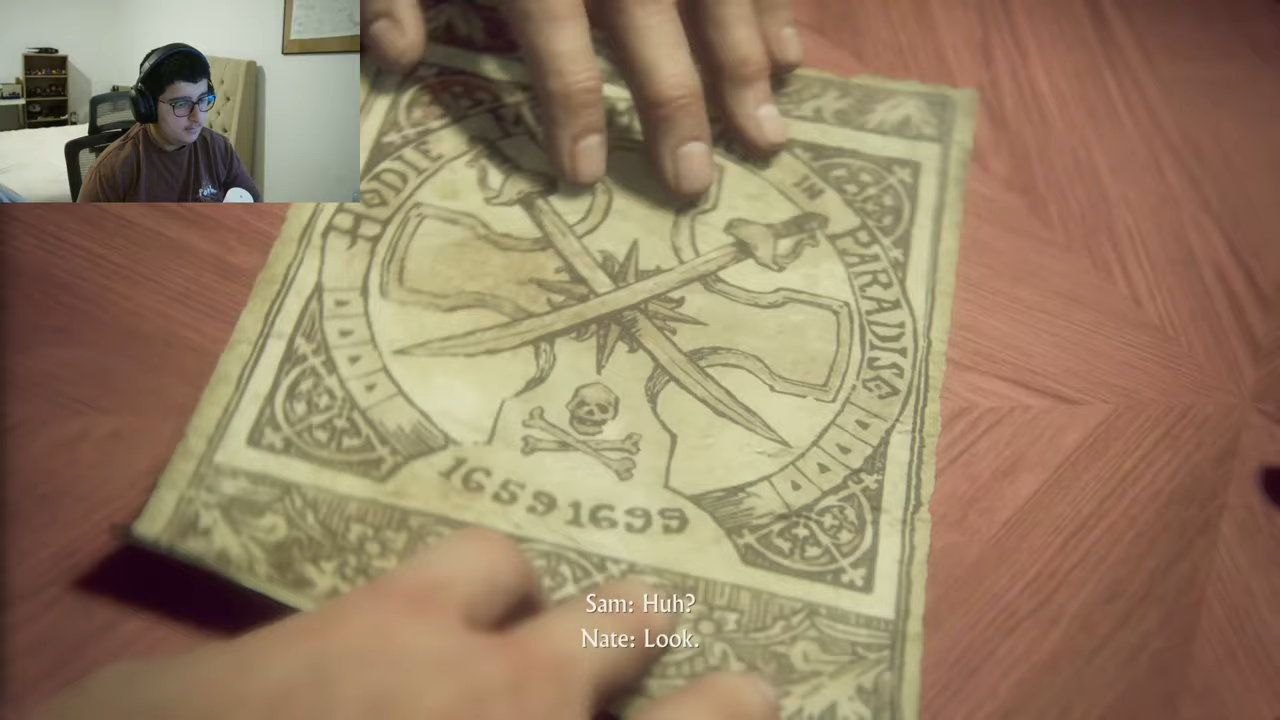 HODIE
IN
PARADISE
16591699
Sam: Huh?
Nate: Look.